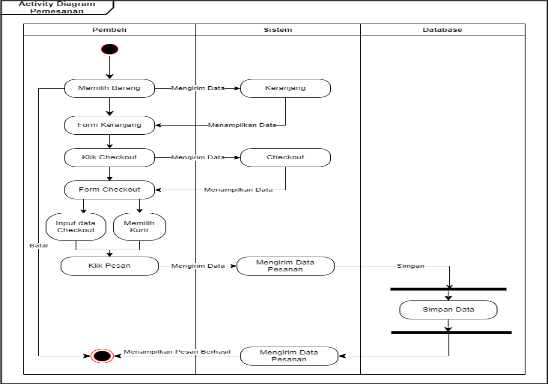 Activity Diagram
Pemesanan
Pembeli
Sistem
Database
Memilih Barang
Mengirim Data
Keranjang
Form Keranjang
Menampilkan Data
Klik Checkout
Mengirim Data
Checkout
Form Checkout
Menampilkan Data
Input data
Checkout
Memilih
Kurir
Batal
Klik Pesan
Mengirim Data
Mengirim Data
Pesanan
Simpan
Simpan Data
Menampilkan Pesan Berhasil
Mengirim Data
Pesanan